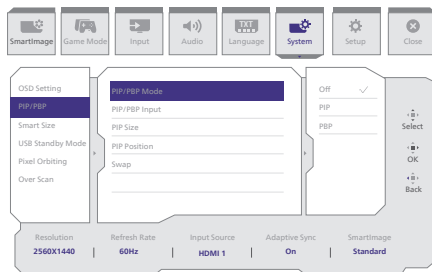 SmartImage
Game Mode
Input
Audio
TXT
Language
System
Setup
Close
OSD Setting
PIP/PBP
Smart Size
USB Standby Mode
Pixel Orbiting
Over Scan
PIP/PBP Mode
PIP/PBP Input
PIP Size
PIP Position
Swap
Off
PIP
PBP
Select
OK
Back
Resolution
2560X1440
Refresh Rate
60Hz
Input Source
HDMI 1
Adaptive Sync
On
SmartImage
Standard